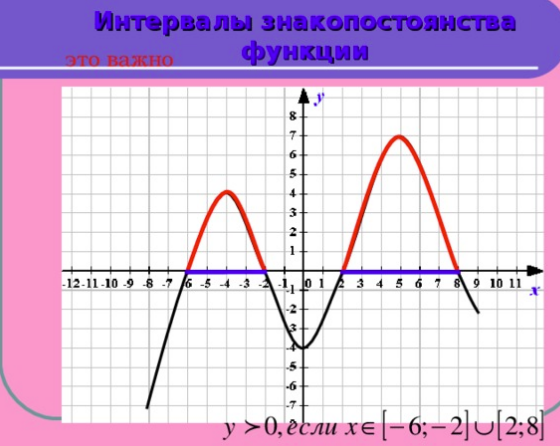 Интервалы знакопостоянства
функции
это важно
y
8
7
6
5
4
3
2
1
-12 -11 -10 -9 -8 -7 -6 -5 -4 -3 -2 -1 0 1 2 3 4 5 6 7 8 9 10 11
x
-1
-2
-3
-4
-5
-6
-7
y > 0, если x ∈ [-6; -2] ∪ [2; 8]